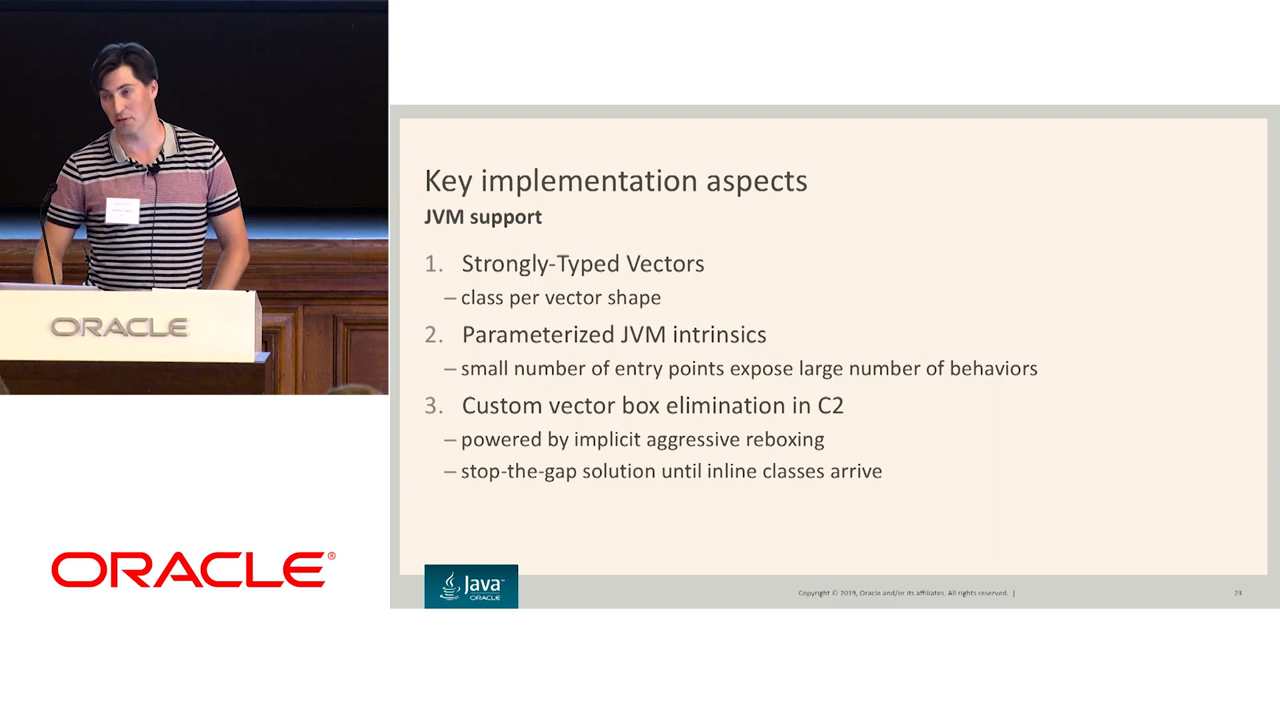 ORACLE
Key implementation aspects
JVM support
1. Strongly-Typed Vectors
– class per vector shape
2. Parameterized JVM intrinsics
– small number of entry points expose large number of behaviors
3. Custom vector box elimination in C2
– powered by implicit aggressive reboxing
– stop-the-gap solution until inline classes arrive
ORACLE®
Java™
ORACLE
Copyright © 2019, Oracle and/or its affiliates. All rights reserved. |
23